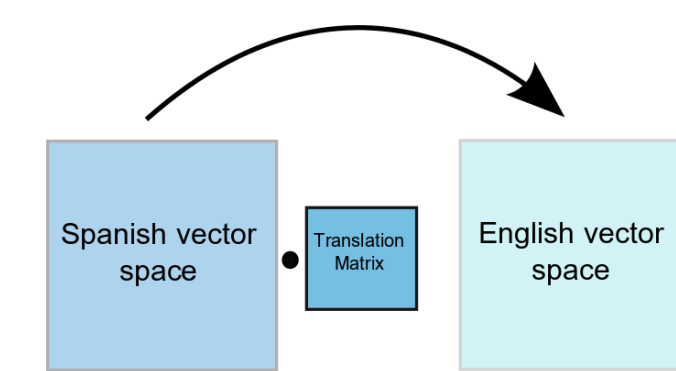 Spanish vector
space
Translation
Matrix
English vector
space